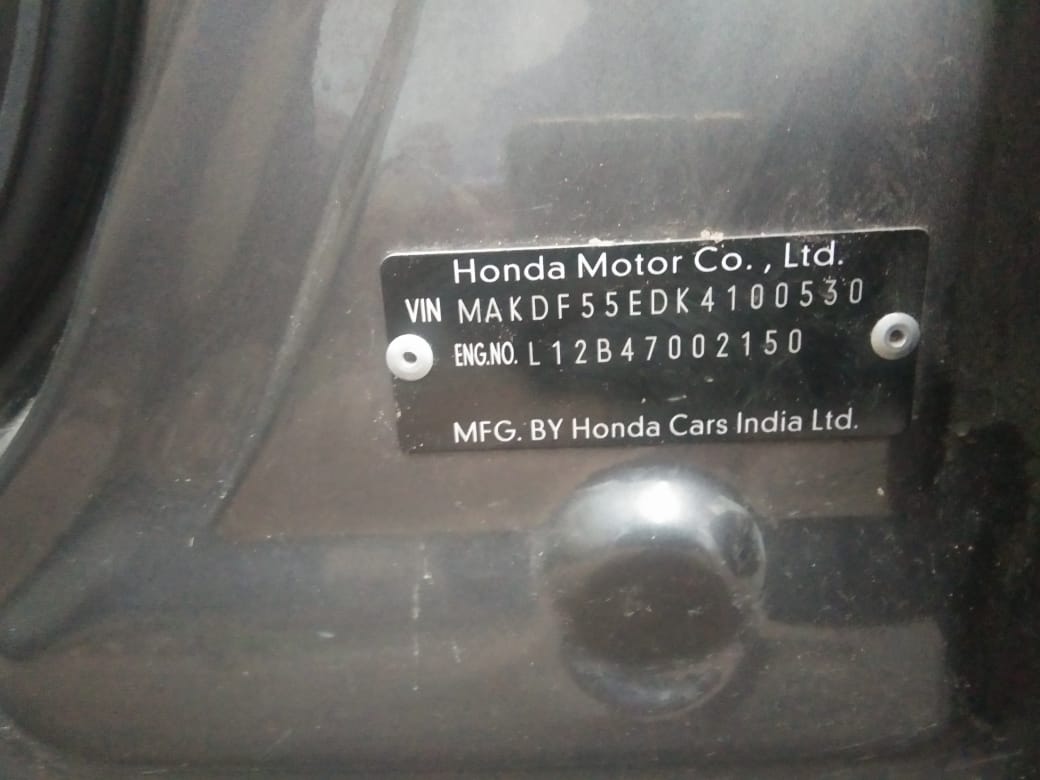 Honda Motor Co., Ltd.
VIN MAKDF55EDK4100530
ENG.NO. L12B47002150
MFG. BY Honda Cars India Ltd.